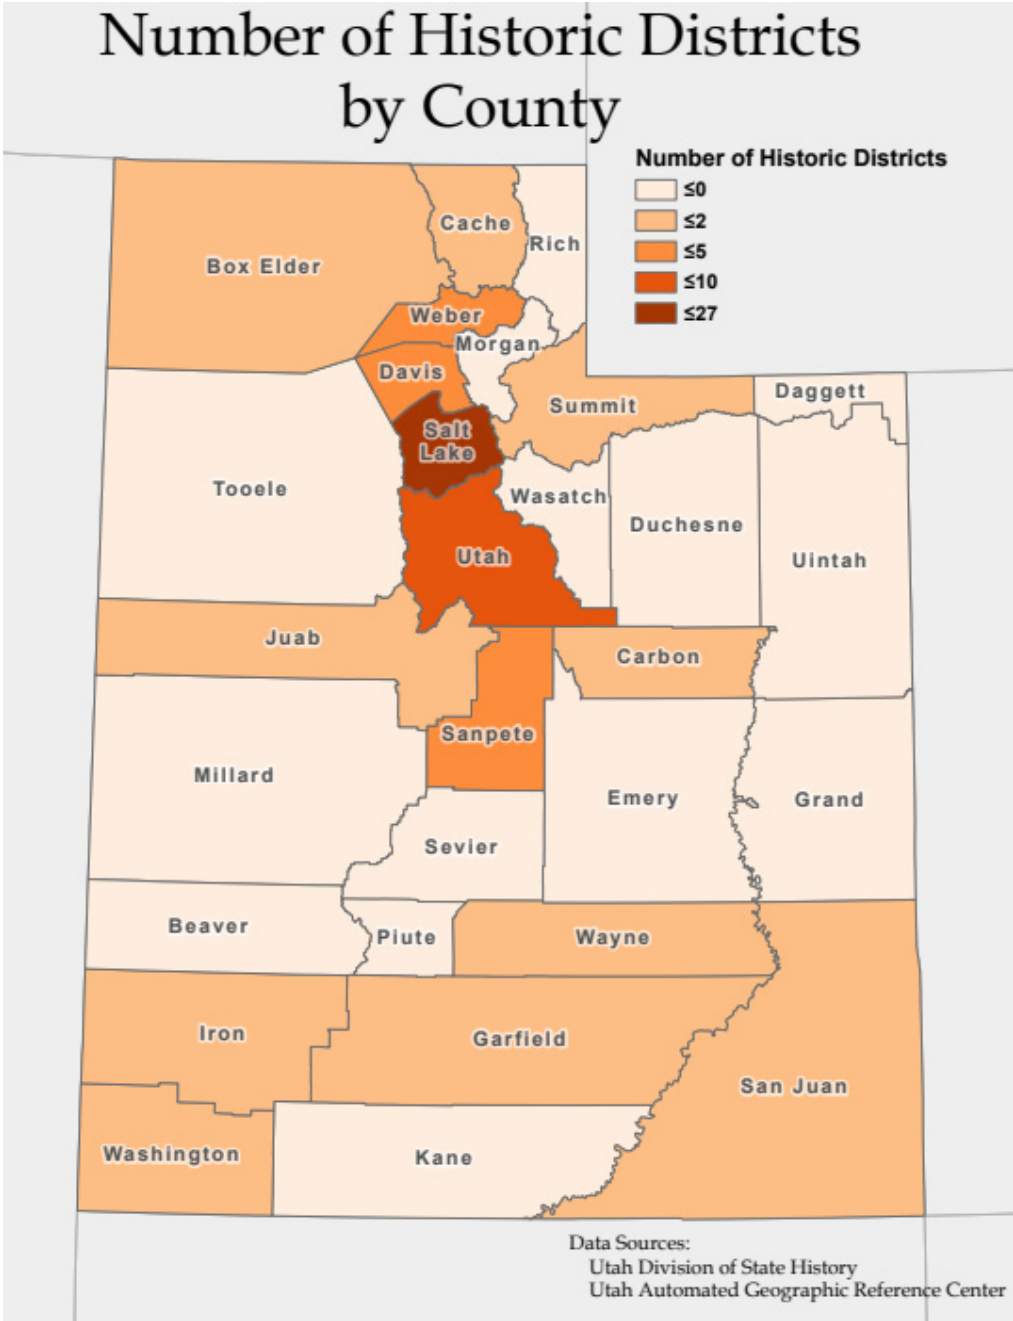 Number of Historic Districts
by County
Number of Historic Districts
≤0
≤2
≤5
≤10
≤27
Cache
Rich
Box Elder
Weber
Morgan
Davis
Summit
Daggett
Salt
Lake
Tooele
Wasatch
Duchesne
Utah
Uintah
Juab
Carbon
Sanpete
Millard
Emery
Grand
Sevier
Beaver
Piute
Wayne
Iron
Garfield
San Juan
Washington
Kane
Data Sources:
Utah Division of State History
Utah Automated Geographic Reference Center